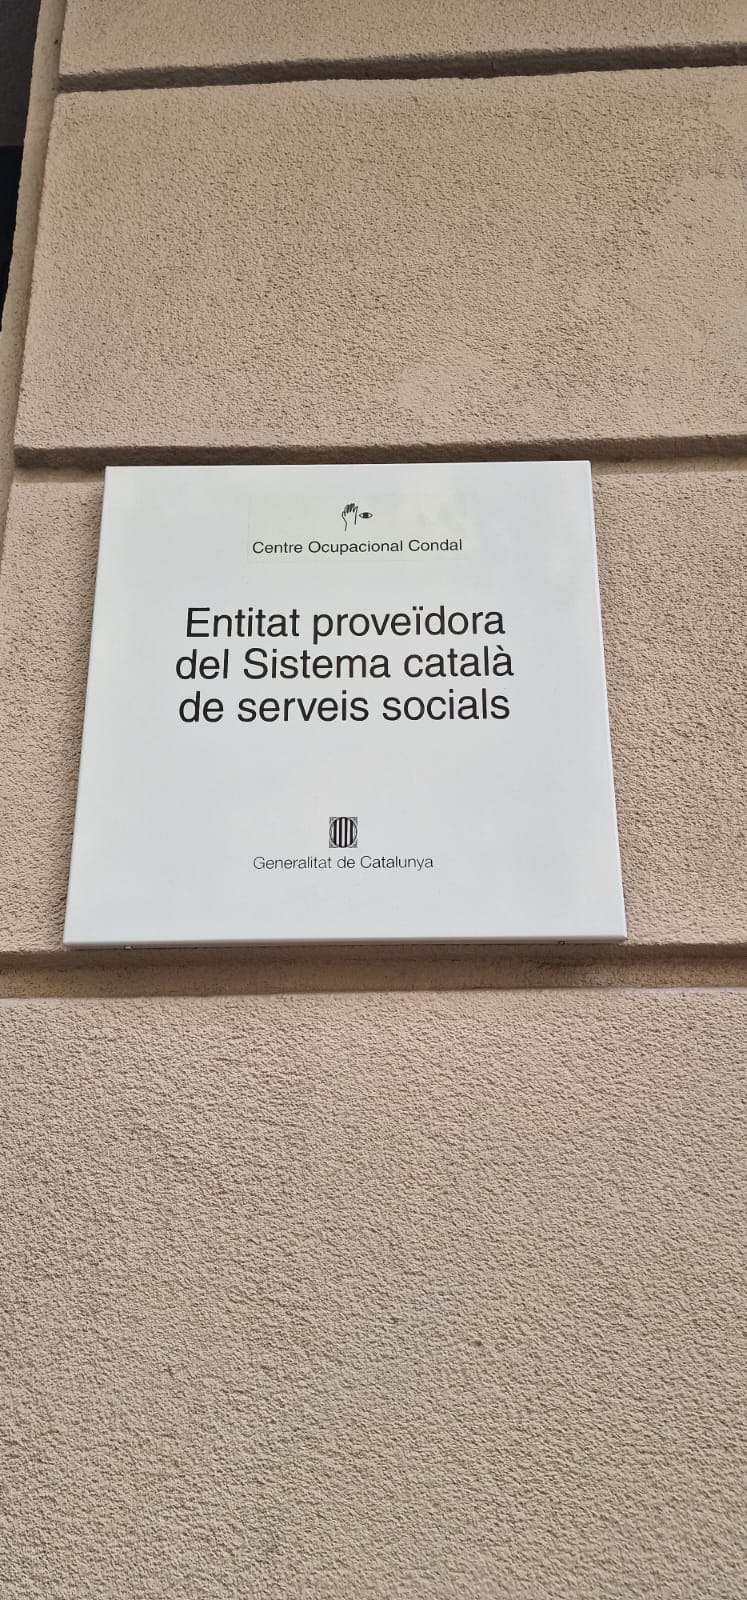 Centre Ocupacional Condal
Entitat proveïdora
del Sistema català
de serveis socials
Generalitat de Catalunya